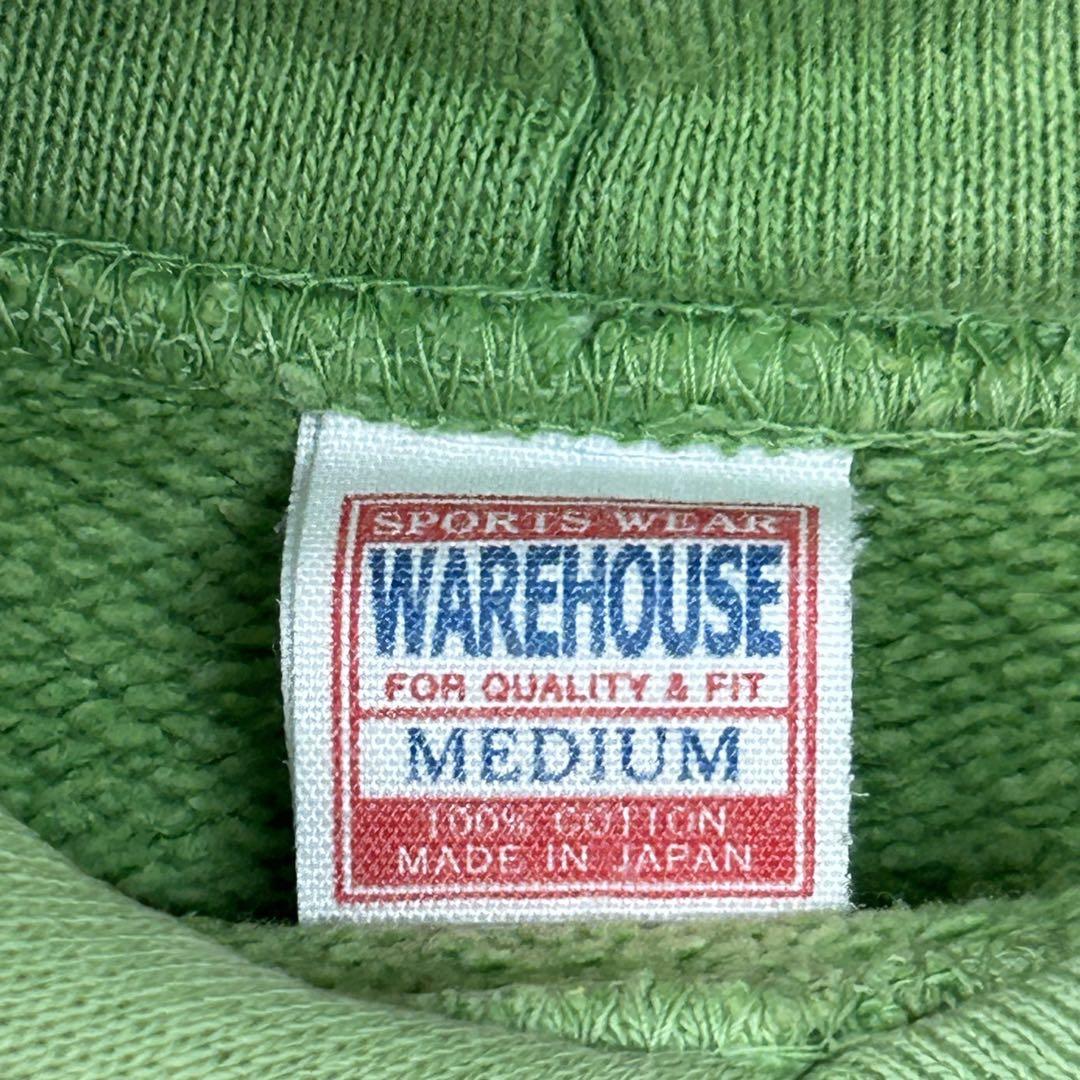 SPORTS WEAR
WAREHOUSE
FOR QUALITY & FIT
MEDIUM
100% COTTON
MADE IN JAPAN